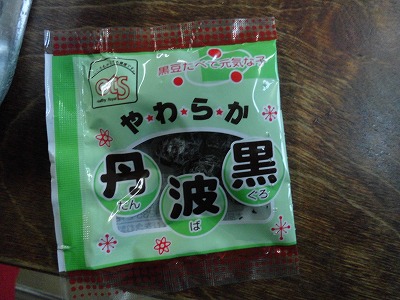 黒豆たべて元気な子
や★わ★ら★か
丹波黒
たん ば ぐろ